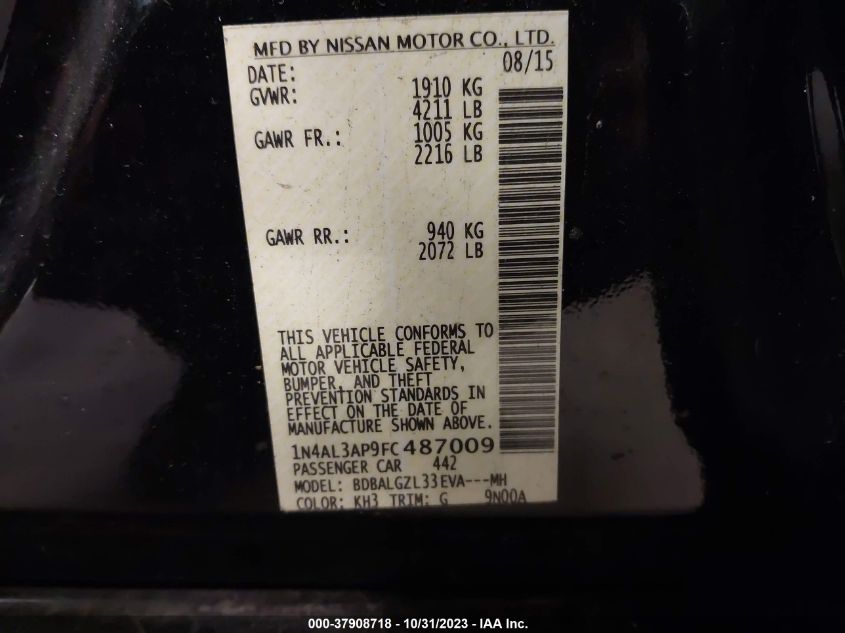 MFD BY NISSAN MOTOR CO., LTD.
DATE: 08/15
GVWR: 1910 KG
4211 LB
GAWR FR.: 1005 KG
2216 LB
GAWR RR.: 940 KG
2072 LB
THIS VEHICLE CONFORMS TO
ALL APPLICABLE FEDERAL
MOTOR VEHICLE SAFETY,
BUMPER, AND THEFT
PREVENTION STANDARDS IN
EFFECT ON THE DATE OF
MANUFACTURE SHOWN ABOVE.
1N4AL3AP9FC487009
PASSENGER CAR 442
MODEL: BDBALGZL33EVA---MH
COLOR: KH3 TRIM: G 9N00A
000-37908718 - 10/31/2023 - IAA Inc.